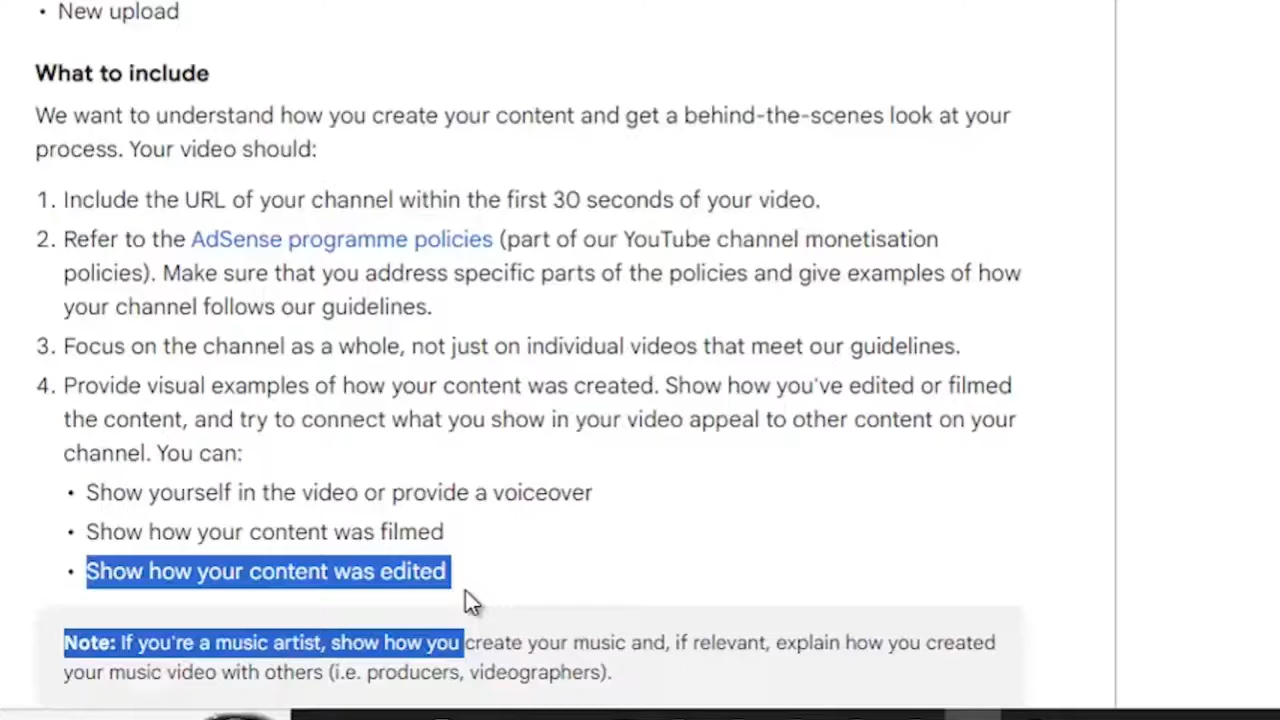 • New upload
What to include
We want to understand how you create your content and get a behind-the-scenes look at your
process. Your video should:
1. Include the URL of your channel within the first 30 seconds of your video.
2. Refer to the AdSense programme policies (part of our YouTube channel monetisation
policies). Make sure that you address specific parts of the policies and give examples of how
your channel follows our guidelines.
3. Focus on the channel as a whole, not just on individual videos that meet our guidelines.
4. Provide visual examples of how your content was created. Show how you've edited or filmed
the content, and try to connect what you show in your video appeal to other content on your
channel. You can:
• Show yourself in the video or provide a voiceover
• Show how your content was filmed
• Show how your content was edited
Note: If you're a music artist, show how you create your music and, if relevant, explain how you created
your music video with others (i.e. producers, videographers).